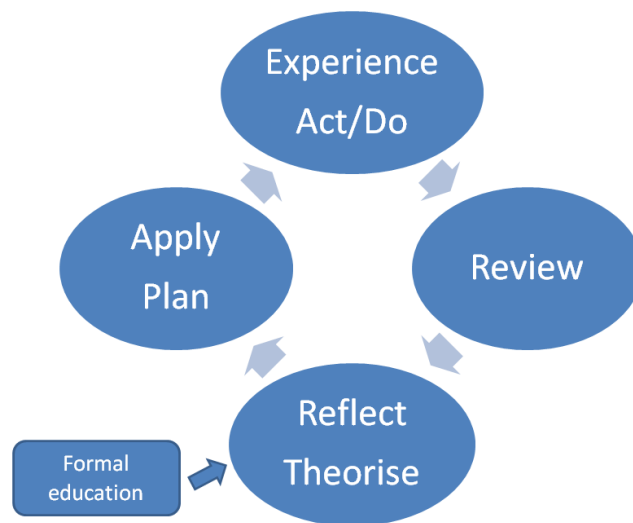 Experience
Act/Do
Review
Reflect
Theorise
Apply
Plan
Formal
education